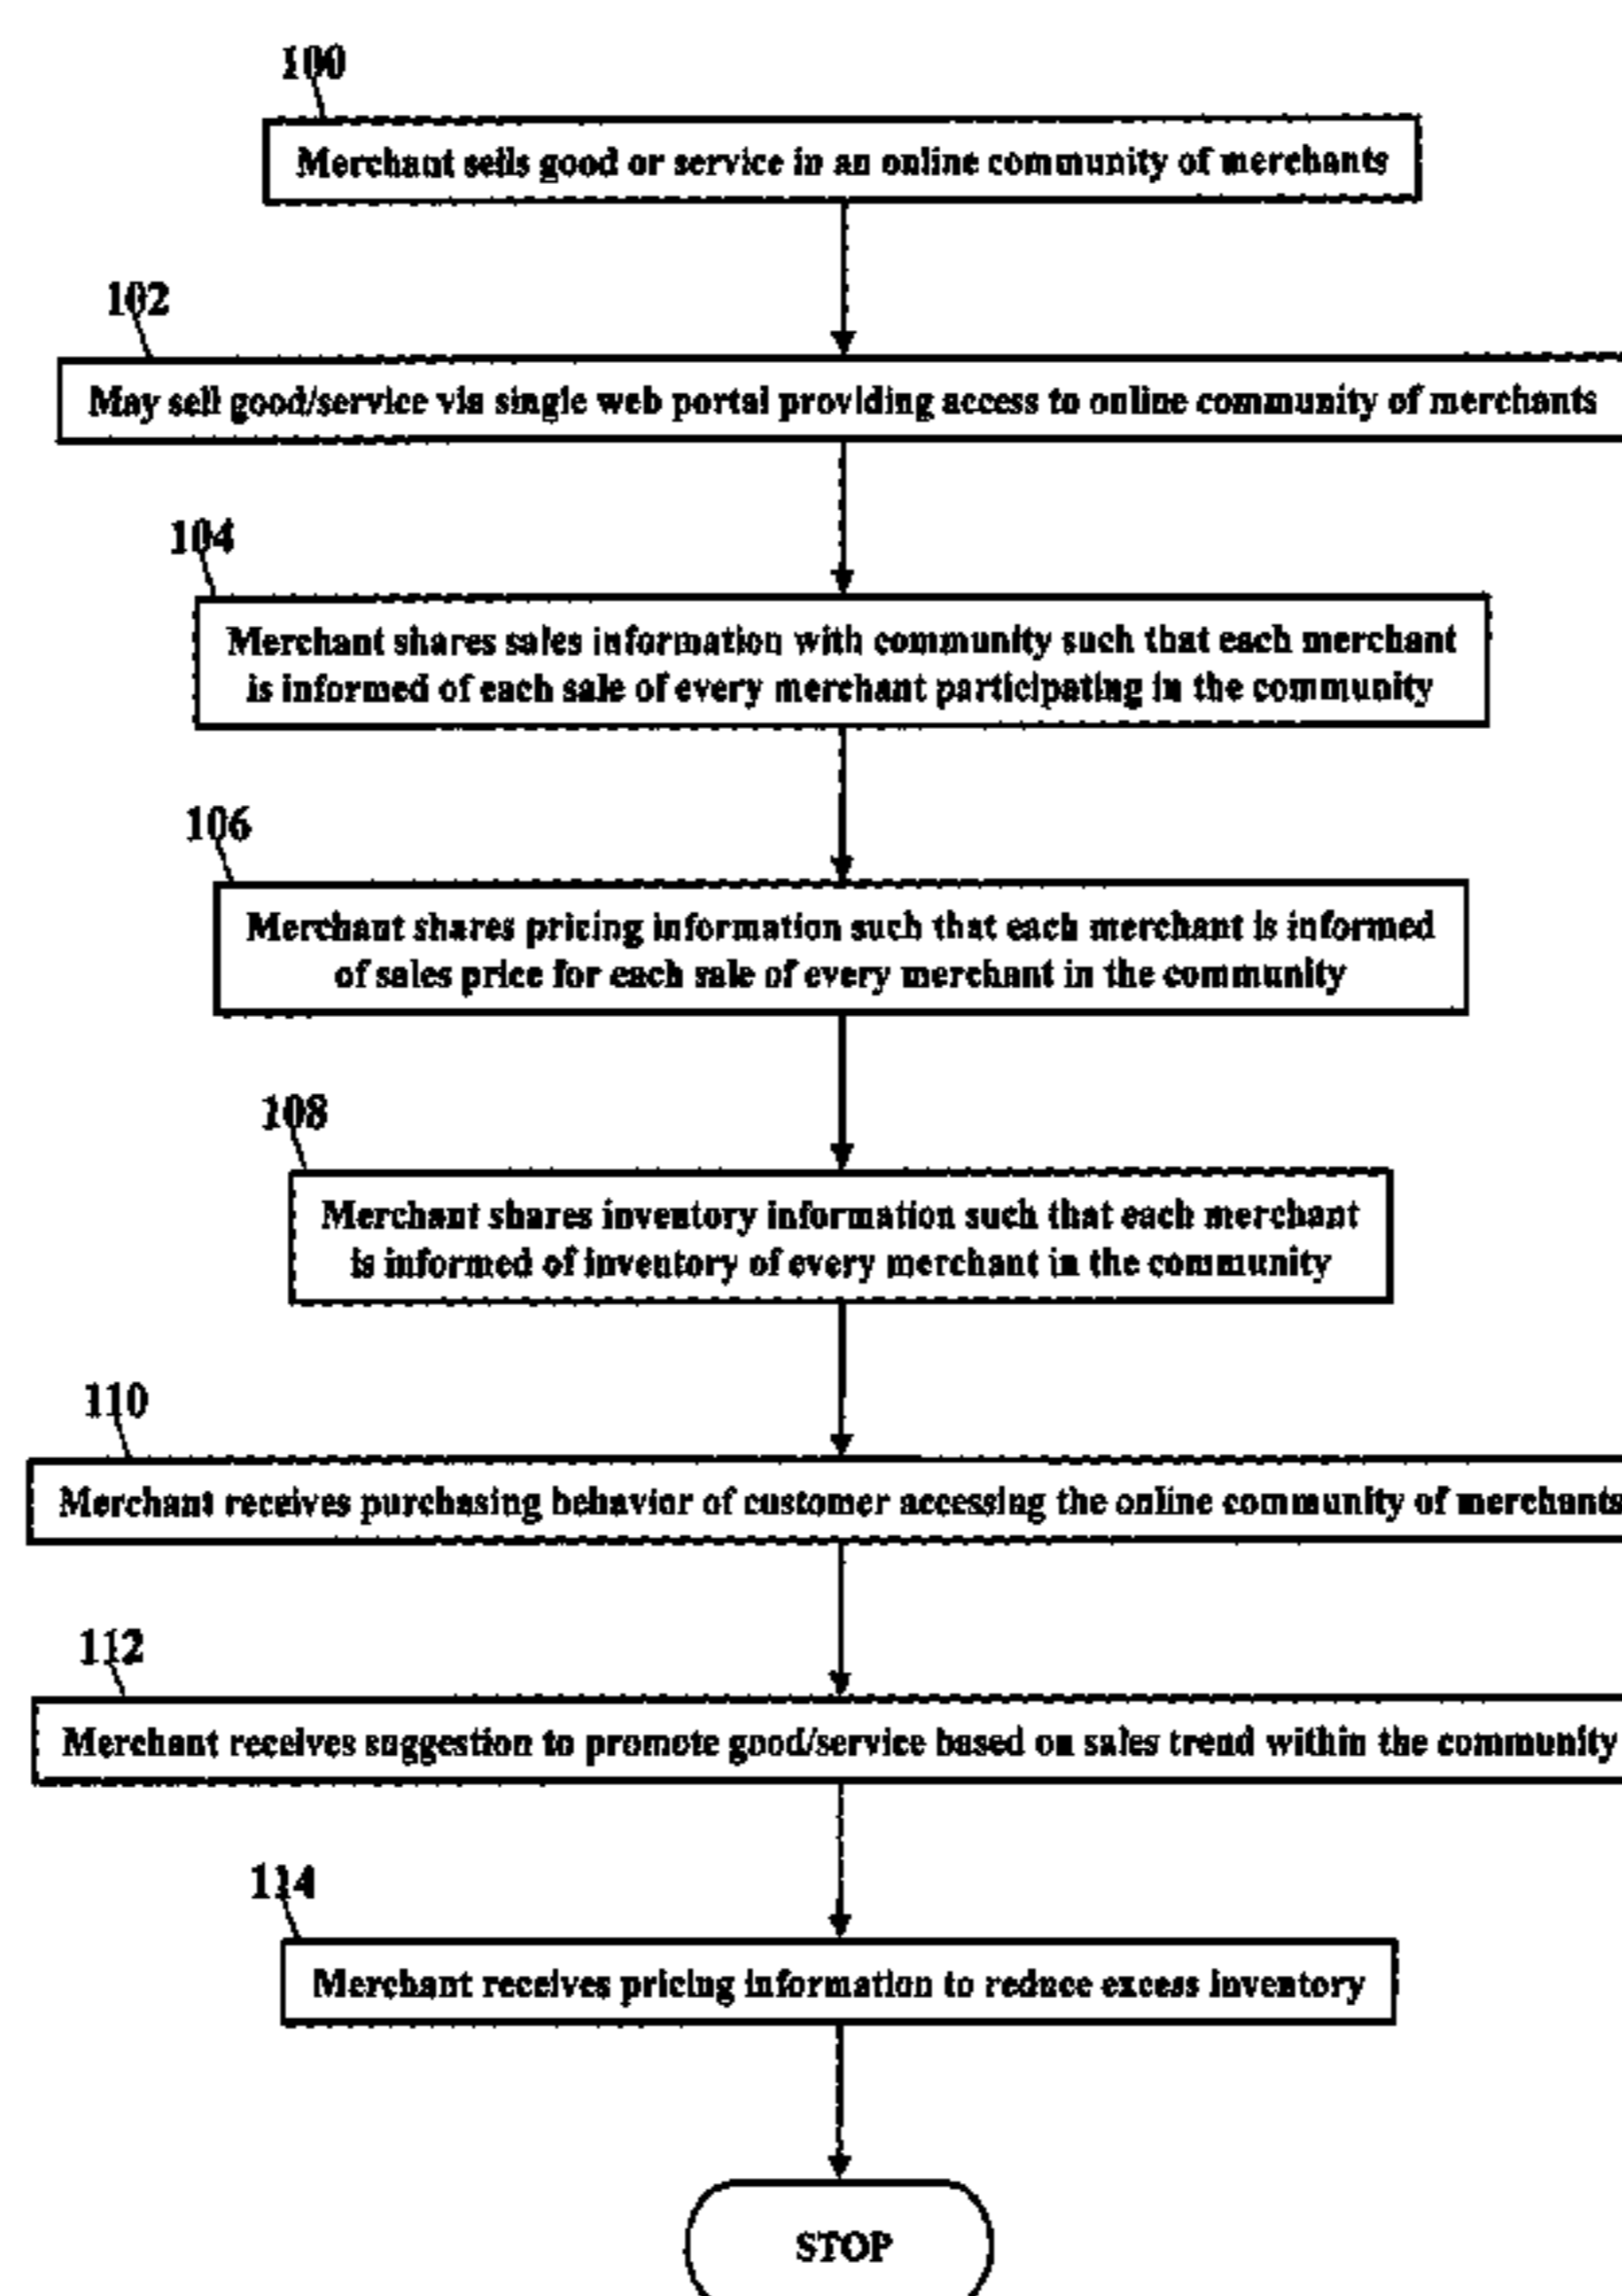 100
Merchant sells good or service in an online community of merchants
102
May sell good/service via single web portal providing access to online community of merchants
104
Merchant shares sales information with community such that each merchant
is informed of each sale of every merchant participating in the community
106
Merchant shares pricing information such that each merchant is informed
of sales price for each sale of every merchant in the community
108
Merchant shares inventory information such that each merchant
is informed of inventory of every merchant in the community
110
Merchant receives purchasing behavior of customer accessing the online community of merchants
112
Merchant receives suggestion to promote good/service based on sales trend within the community
114
Merchant receives pricing information to reduce excess inventory
STOP